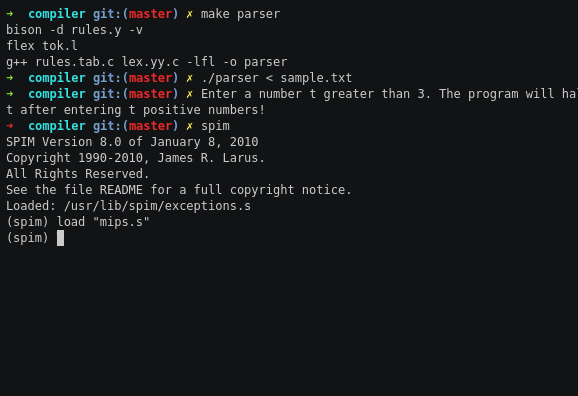 ➜  compiler git:(master) ✗ make parser
bison -d rules.y -v
flex tok.l
g++ rules.tab.c lex.yy.c -lfl -o parser
➜  compiler git:(master) ✗ ./parser < sample.txt
➜  compiler git:(master) ✗ Enter a number t greater than 3. The program will hal
t after entering t positive numbers!
➜  compiler git:(master) ✗ spim
SPIM Version 8.0 of January 8, 2010
Copyright 1990-2010, James R. Larus.
All Rights Reserved.
See the file README for a full copyright notice.
Loaded: /usr/lib/spim/exceptions.s
(spim) load "mips.s"
(spim)